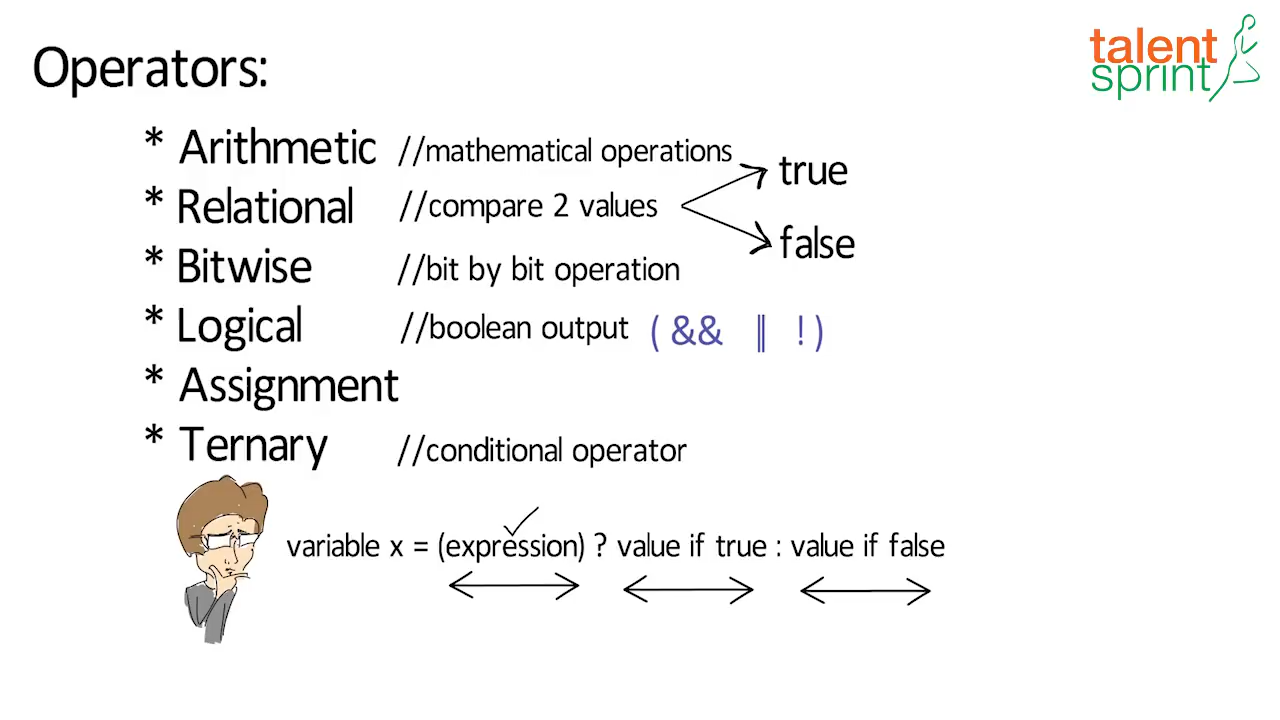 Operators:
talent
sprint
* Arithmetic //mathematical operations
true
* Relational //compare 2 values
false
* Bitwise //bit by bit operation
* Logical //boolean output ( && || ! )
* Assignment
* Ternary //conditional operator
variable x = (expression) ? value if true : value if false